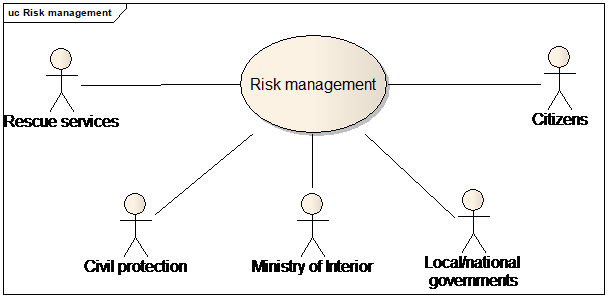 uc Risk management
Risk management
Rescue services
Citizens
Civil protection
Ministry of Interior
Local/national
governments